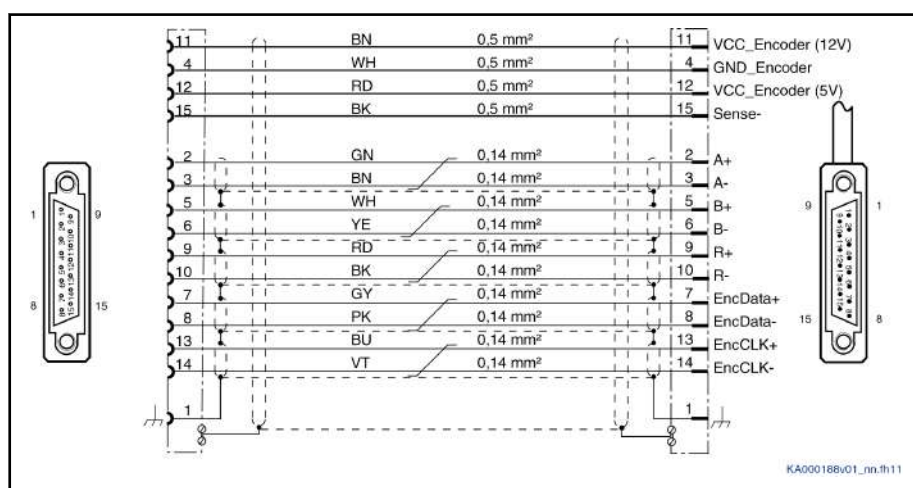 11 BN 0,5 mm² 11 VCC_Encoder (12V)
4 WH 0,5 mm² 4 GND_Encoder
12 RD 0,5 mm² 12 VCC_Encoder (5V)
15 BK 0,5 mm² 15 Sense-
2 GN 0,14 mm² 2 A+
3 BN 0,14 mm² 3 A-
5 WH 0,14 mm² 5 B+
6 YE 0,14 mm² 6 B-
9 RD 0,14 mm² 9 R+
10 BK 0,14 mm² 10 R-
7 GY 0,14 mm² 7 EncData+
8 PK 0,14 mm² 8 EncData-
13 BU 0,14 mm² 13 EncCLK+
14 VT 0,14 mm² 14 EncCLK-
1 1
1 9
8 15
9 1
15 8
KA000188v01_nn.fh11